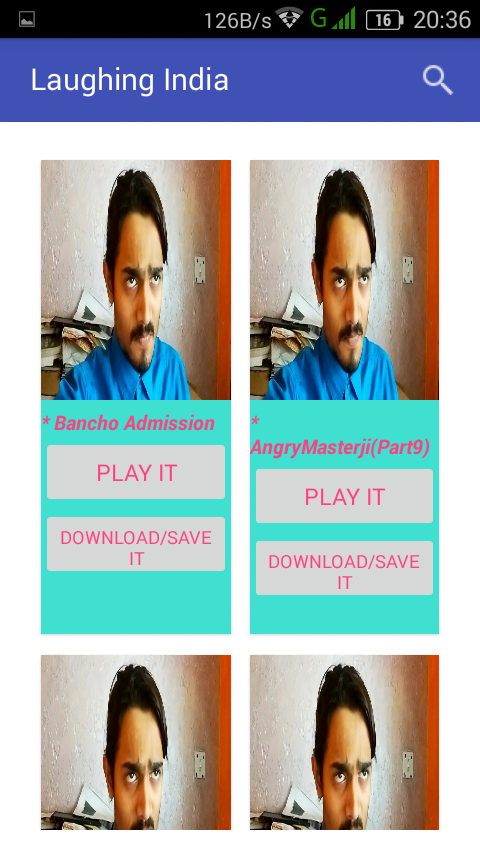 126B/s G 16 20:36
Laughing India
* Bancho Admission
PLAY IT
DOWNLOAD/SAVE
IT
*
AngryMasterji(Part9)
PLAY IT
DOWNLOAD/SAVE
IT